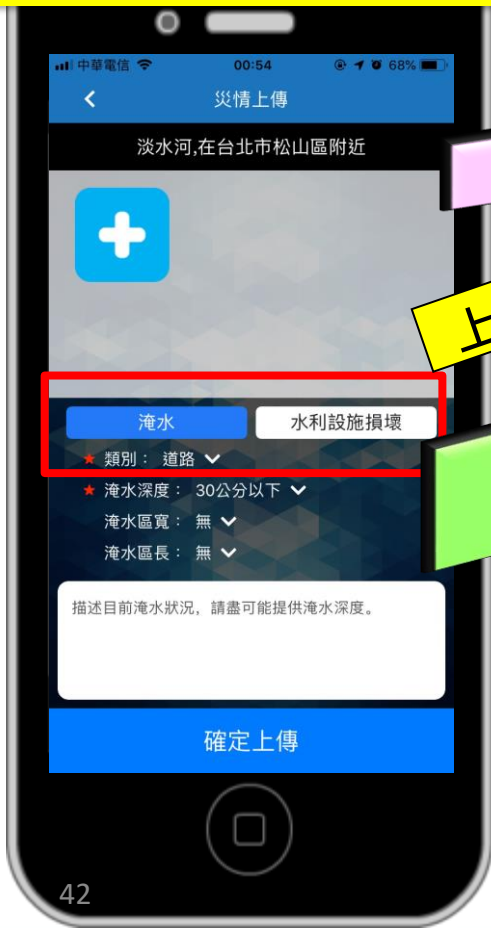 中華電信 00:54 68%
災情上傳
淡水河,在台北市松山區附近
上
淹水 水利設施損壞
* 類別： 道路
* 淹水深度： 30公分以下
淹水區寬： 無
淹水區長： 無
描述目前淹水狀況，請盡可能提供淹水深度。
確定上傳
42